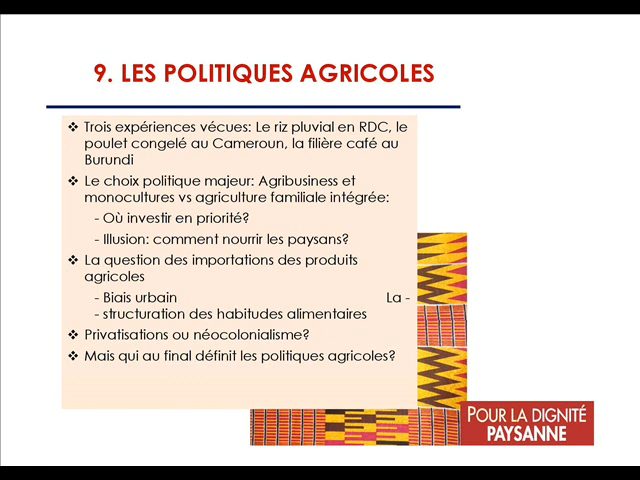 9. LES POLITIQUES AGRICOLES
❖ Trois expériences vécues: Le riz pluvial en RDC, le
poulet congelé au Cameroun, la filière café au
Burundi
❖ Le choix politique majeur: Agribusiness et
monocultures vs agriculture familiale intégrée:
- Où investir en priorité?
- Illusion: comment nourrir les paysans?
❖ La question des importations des produits
agricoles
- Biais urbain La -
- structuration des habitudes alimentaires
❖ Privatisations ou néocolonialisme?
❖ Mais qui au final définit les politiques agricoles?
POUR LA DIGNITÉ
PAYSANNE